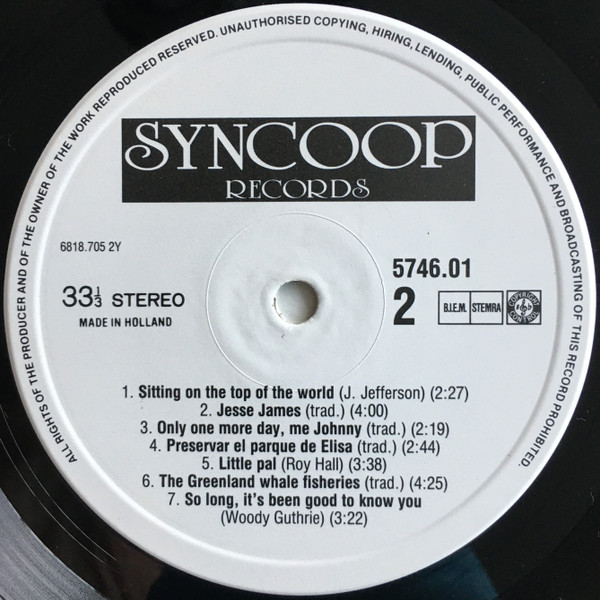 ALL RIGHTS OF THE PRODUCER AND OF THE OWNER OF THE WORK REPRODUCED RESERVED. UNAUTHORISED COPYING, HIRING, LENDING, PUBLIC PERFORMANCE AND BROADCASTING OF THIS RECORD PROHIBITED.
SYNCOOP
RECORDS
6818.705 2Y
33⅓ STEREO
MADE IN HOLLAND
5746.01
2
B.I.E.M. STEMRA COPYRIGHT CONTROL
1. Sitting on the top of the world (J. Jefferson) (2:27)
2. Jesse James (trad.) (4:00)
3. Only one more day, me Johnny (trad.) (2:19)
4. Preservar el parque de Elisa (trad.) (2:44)
5. Little pal (Roy Hall) (3:38)
6. The Greenland whale fisheries (trad.) (4:25)
7. So long, it's been good to know you
(Woody Guthrie) (3:22)